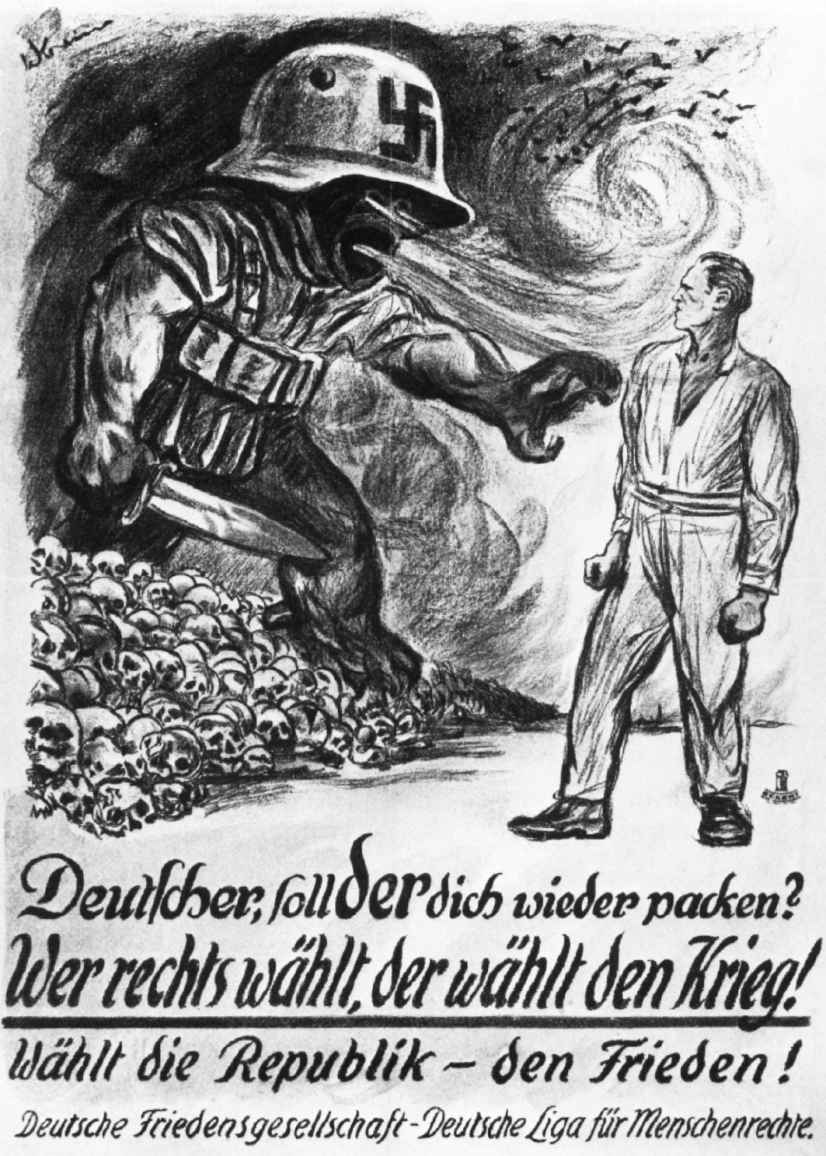 Deutscher, soll der dich wieder packen?
Wer rechts wählt, der wählt den Krieg!
Wählt die Republik – den Frieden!
Deutsche Friedensgesellschaft - Deutsche Liga für Menschenrechte.